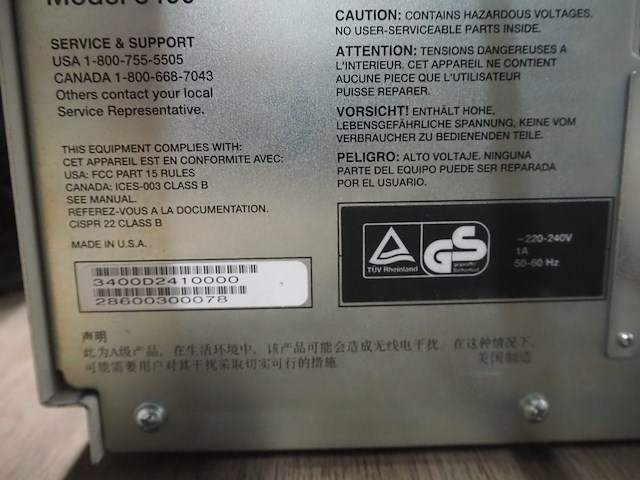 SERVICE & SUPPORT
USA 1-800-755-5505
CANADA 1-800-668-7043
Others contact your local
Service Representative.
THIS EQUIPMENT COMPLIES WITH:
CET APPAREIL EST EN CONFORMITE AVEC:
USA: FCC PART 15 RULES
CANADA: ICES-003 CLASS B
SEE MANUAL.
REFEREZ-VOUS A LA DOCUMENTATION.
CISPR 22 CLASS B
MADE IN U.S.A.
3400D2410000
28600300078
CAUTION: CONTAINS HAZARDOUS VOLTAGES.
NO USER-SERVICEABLE PARTS INSIDE.
ATTENTION: TENSIONS DANGEREUSES A
L'INTERIEUR, CET APPAREIL NE CONTIENT
AUCUNE PIECE QUE L'UTILISATEUR
PUISSE REPARER.
VORSICHT! ENTHÄLT HOHE,
LEBENSGEFÄHRLICHE SPANNUNG, KEINE VOM
VERBRAUCHER ZU BEDIENENDEN TEILE.
PELIGRO: ALTO VOLTAJE. NINGUNA
PARTE DEL EQUIPO PUEDE SER REPARADA
POR EL USUARIO.
TÜV Rheinland
GS
geprüfte
Sicherheit
~220-240V
1A
50-60 Hz
声明
此为A级产品，在生活环境中，该产品可能会造成无线电干扰。在这种情况下，
可能需要用户对其干扰采取切实可行的措施
美国制造